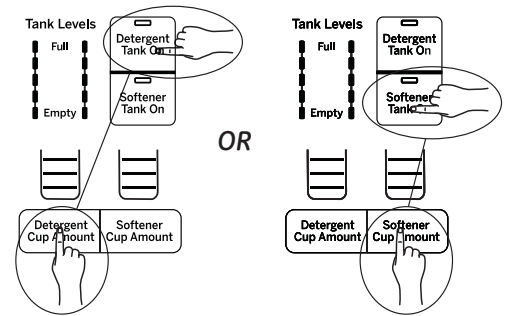 Tank Levels
Full
Empty
Detergent
Tank On
Softener
Tank On
Detergent
Cup Amount
Softener
Cup Amount
OR
Tank Levels
Full
Empty
Detergent
Tank On
Softener
Tank
Detergent
Cup Amount
Softener
Cup Amount